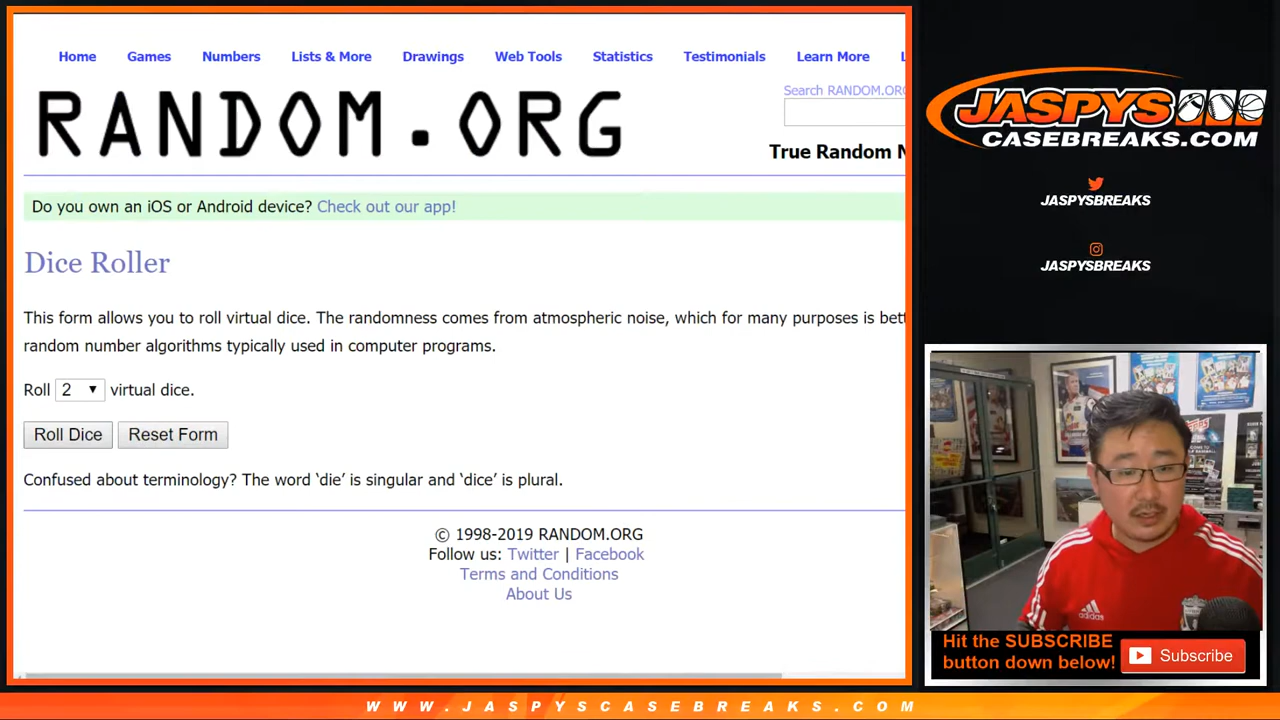 Home Games Numbers Lists & More Drawings Web Tools Statistics Testimonials Learn More
RANDOM.ORG
Search RANDOM.ORG
True Random N
Do you own an iOS or Android device? Check out our app!
Dice Roller
This form allows you to roll virtual dice. The randomness comes from atmospheric noise, which for many purposes is bett
random number algorithms typically used in computer programs.
Roll 2 virtual dice.
Roll Dice Reset Form
Confused about terminology? The word ‘die’ is singular and ‘dice’ is plural.
© 1998-2019 RANDOM.ORG
Follow us: Twitter | Facebook
Terms and Conditions
About Us
JASPYS
CASEBREAKS.COM
JASPYSBREAKS
JASPYSBREAKS
adidas
Hit the SUBSCRIBE
button down below!
Subscribe
WWW.JASPYSCASEBREAKS.COM